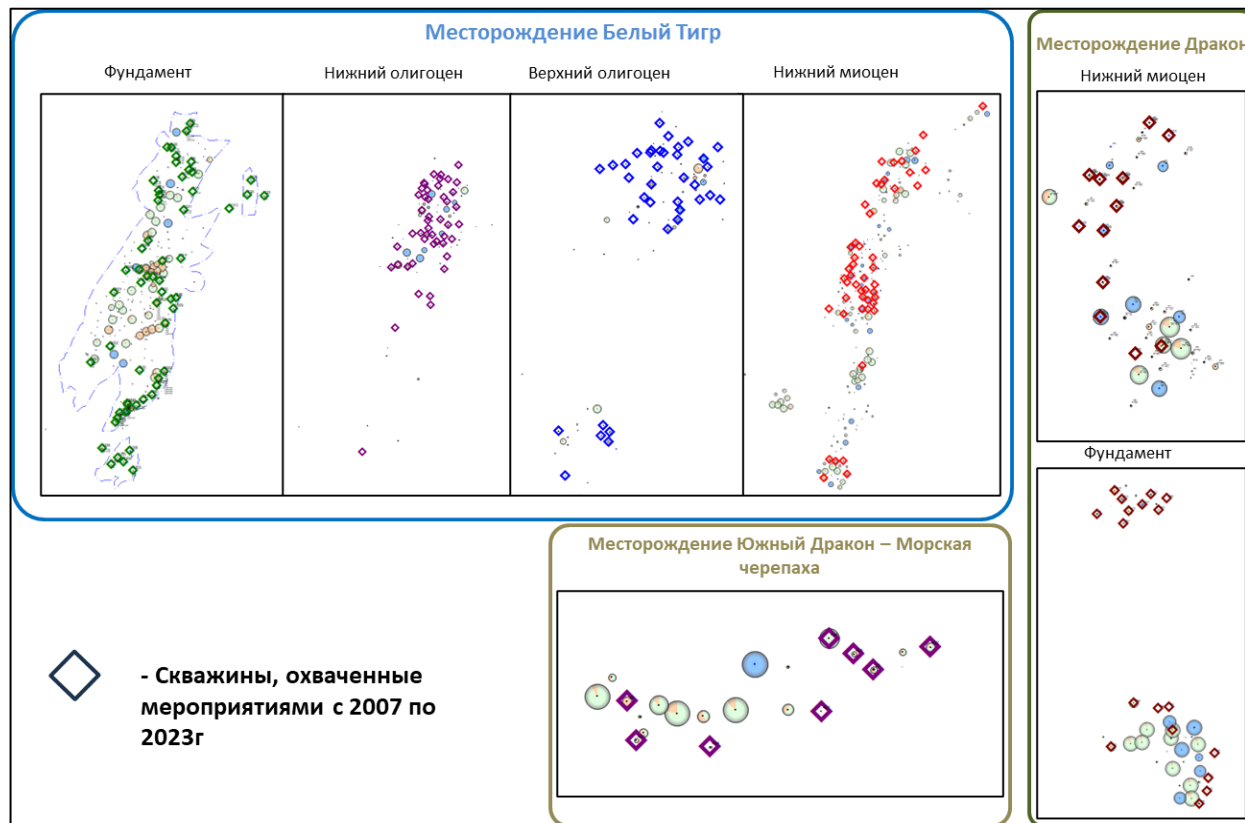 Месторождение Белый Тигр
Фундамент
Нижний олигоцен
Верхний олигоцен
Нижний миоцен
Месторождение Дракон
Нижний миоцен
Фундамент
Месторождение Южный Дракон – Морская
черепаха
- Скважины, охваченные
мероприятиями с 2007 по
2023г